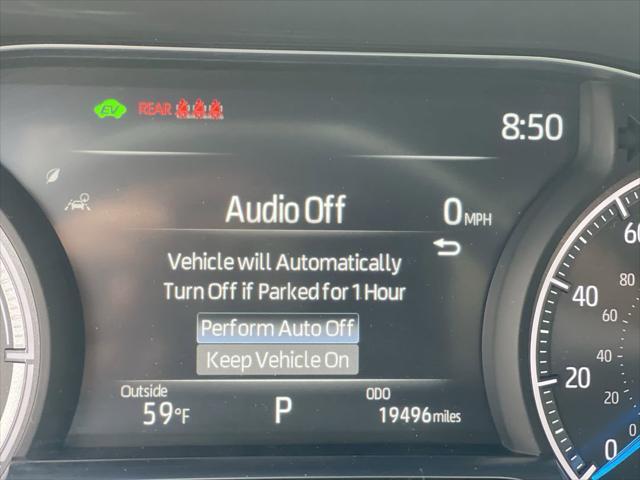 EV REAR
8:50
Audio Off
0 MPH
Vehicle will Automatically
Turn Off if Parked for 1 Hour
Perform Auto Off
Keep Vehicle On
Outside
59°F
P
ODO
19496 miles
60
80
40
60
40
20
20
0
0